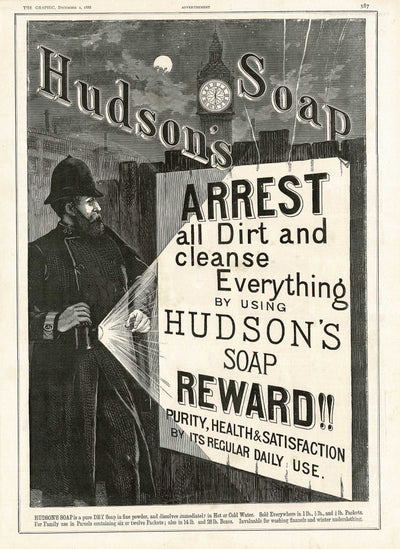 THE GRAPHIC, DECEMBER 1, 1888
ADVERTISEMENT
587
Hudson's Soap
ARREST
all Dirt and
cleanse
Everything
BY USING
HUDSON'S
SOAP
REWARD!!
PURITY, HEALTH & SATISFACTION
BY ITS REGULAR DAILY USE.
HUDSON'S SOAP is a pure DRY Soap in fine powder, and dissolves immediately in Hot or Cold Water. Sold Everywhere in 1 lb., ½ lb., and ¼ lb. Packets.
For Family use in Parcels containing six or twelve Packets; also in 14 lb. and 28 lb. Boxes. Invaluable for washing flannels and winter underclothing.